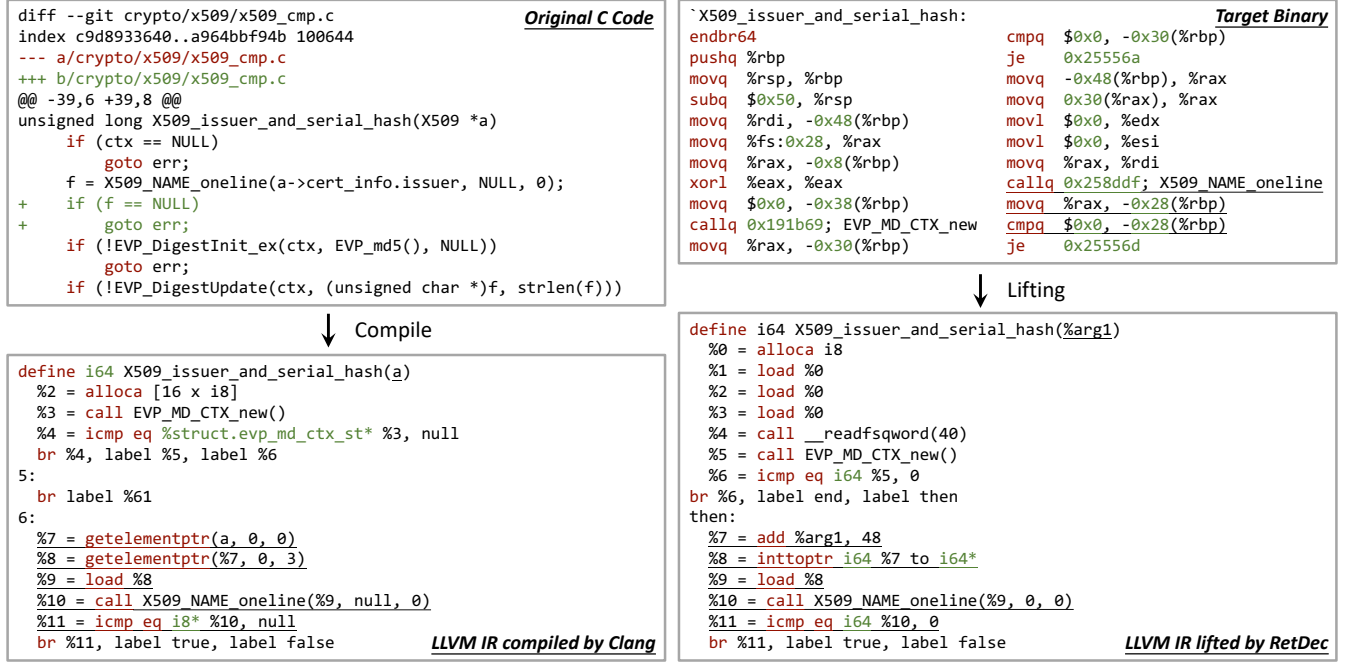 diff --git crypto/x509/x509_cmp.c
Original C Code
index c9d8933640..a964bbf94b 100644
--- a/crypto/x509/x509_cmp.c
+++ b/crypto/x509/x509_cmp.c
@@ -39,6 +39,8 @@
unsigned long X509_issuer_and_serial_hash(X509 *a)
if (ctx == NULL)
goto err;
f = X509_NAME_oneline(a->cert_info.issuer, NULL, 0);
+ if (f == NULL)
+ goto err;
if (!EVP_DigestInit_ex(ctx, EVP_md5(), NULL))
goto err;
if (!EVP_DigestUpdate(ctx, (unsigned char *)f, strlen(f)))
Compile
define i64 X509_issuer_and_serial_hash(a)
%2 = alloca [16 x i8]
%3 = call EVP_MD_CTX_new()
%4 = icmp eq %struct.evp_md_ctx_st* %3, null
br %4, label %5, label %6
5:
br label %61
6:
%7 = getelementptr(a, 0, 0)
%8 = getelementptr(%7, 0, 3)
%9 = load %8
%10 = call X509_NAME_oneline(%9, null, 0)
%11 = icmp eq i8* %10, null
br %11, label true, label false
LLVM IR compiled by Clang
`X509_issuer_and_serial_hash:
Target Binary
endbr64
pushq %rbp
movq %rsp, %rbp
subq $0x50, %rsp
movq %rdi, -0x48(%rbp)
movq %fs:0x28, %rax
movq %rax, -0x8(%rbp)
xorl %eax, %eax
movq $0x0, -0x38(%rbp)
callq 0x191b69; EVP_MD_CTX_new
movq %rax, -0x30(%rbp)
cmpq $0x0, -0x30(%rbp)
je 0x25556a
movq -0x48(%rbp), %rax
movq 0x30(%rax), %rax
movl $0x0, %edx
movl $0x0, %esi
movq %rax, %rdi
callq 0x258ddf; X509_NAME_oneline
movq %rax, -0x28(%rbp)
cmpq $0x0, -0x28(%rbp)
je 0x25556d
Lifting
define i64 X509_issuer_and_serial_hash(%arg1)
%0 = alloca i8
%1 = load %0
%2 = load %0
%3 = load %0
%4 = call __readfsqword(40)
%5 = call EVP_MD_CTX_new()
%6 = icmp eq i64 %5, 0
br %6, label end, label then
then:
%7 = add %arg1, 48
%8 = inttoptr i64 %7 to i64*
%9 = load %8
%10 = call X509_NAME_oneline(%9, 0, 0)
%11 = icmp eq i64 %10, 0
br %11, label true, label false
LLVM IR lifted by RetDec